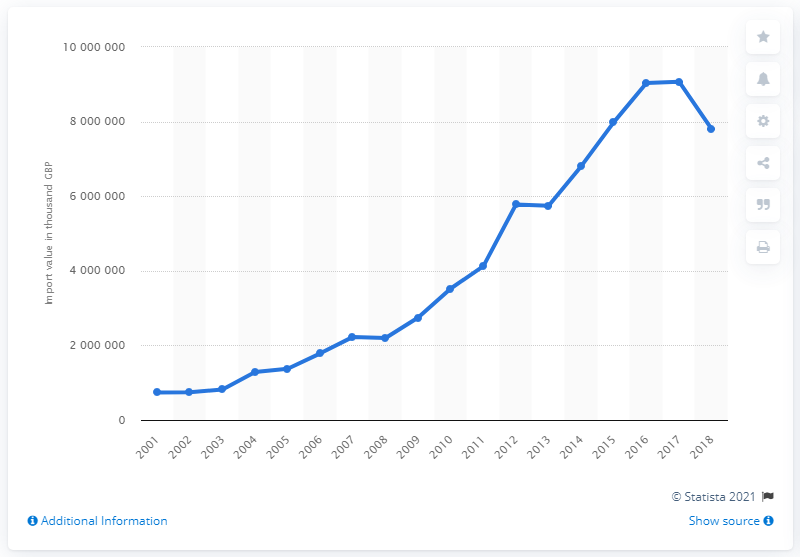 10 000 000
8 000 000
6 000 000
4 000 000
2 000 000
0
Import value in thousand GBP
2001 2002 2003 2004 2005 2006 2007 2008 2009 2010 2011 2012 2013 2014 2015 2016 2017 2018
© Statista 2021
Additional Information
Show source